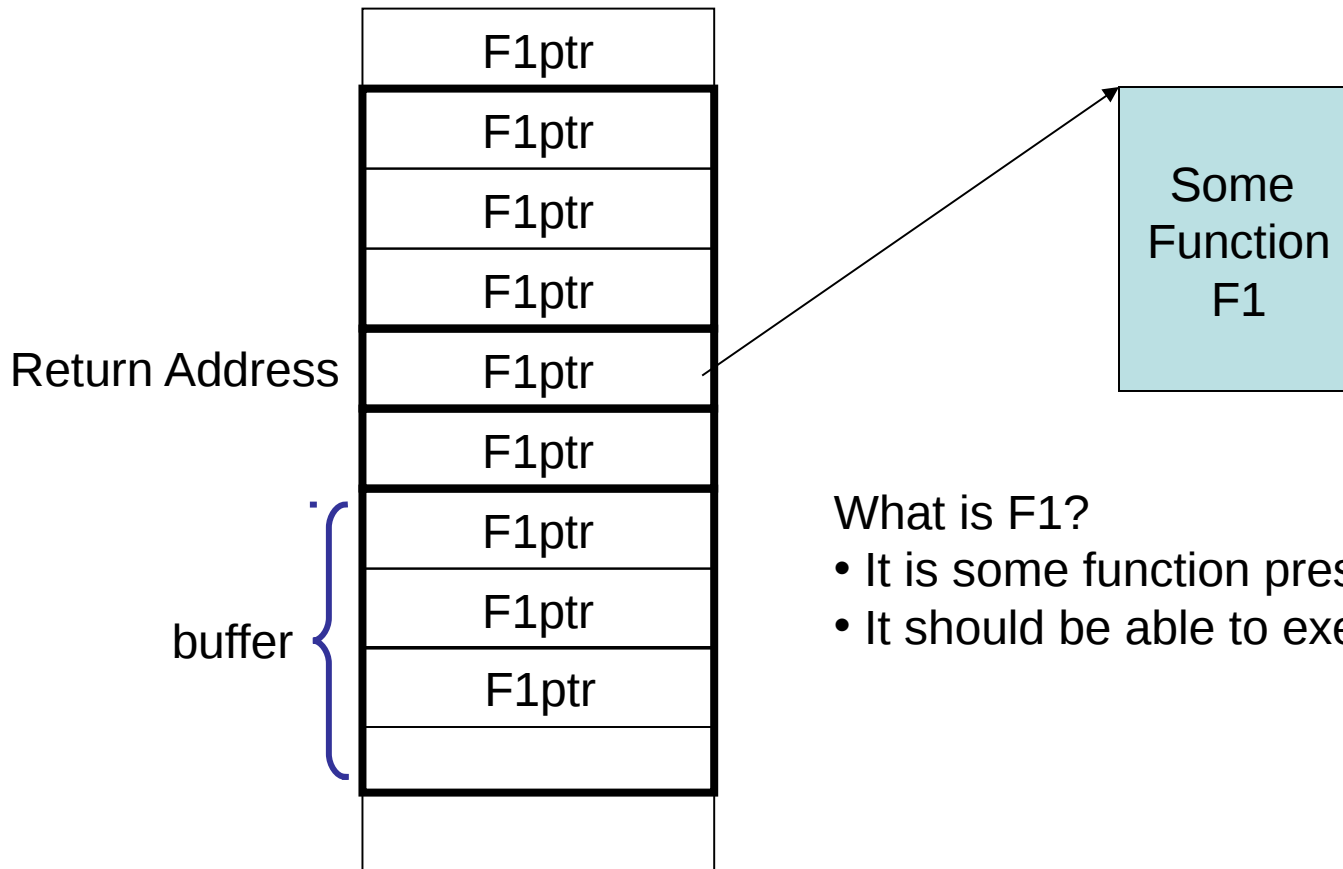 F1ptr
F1ptr
F1ptr
F1ptr
Return Address F1ptr
F1ptr
F1ptr
F1ptr
buffer
F1ptr
Some
Function
F1
What is F1?
• It is some function pres
• It should be able to exe